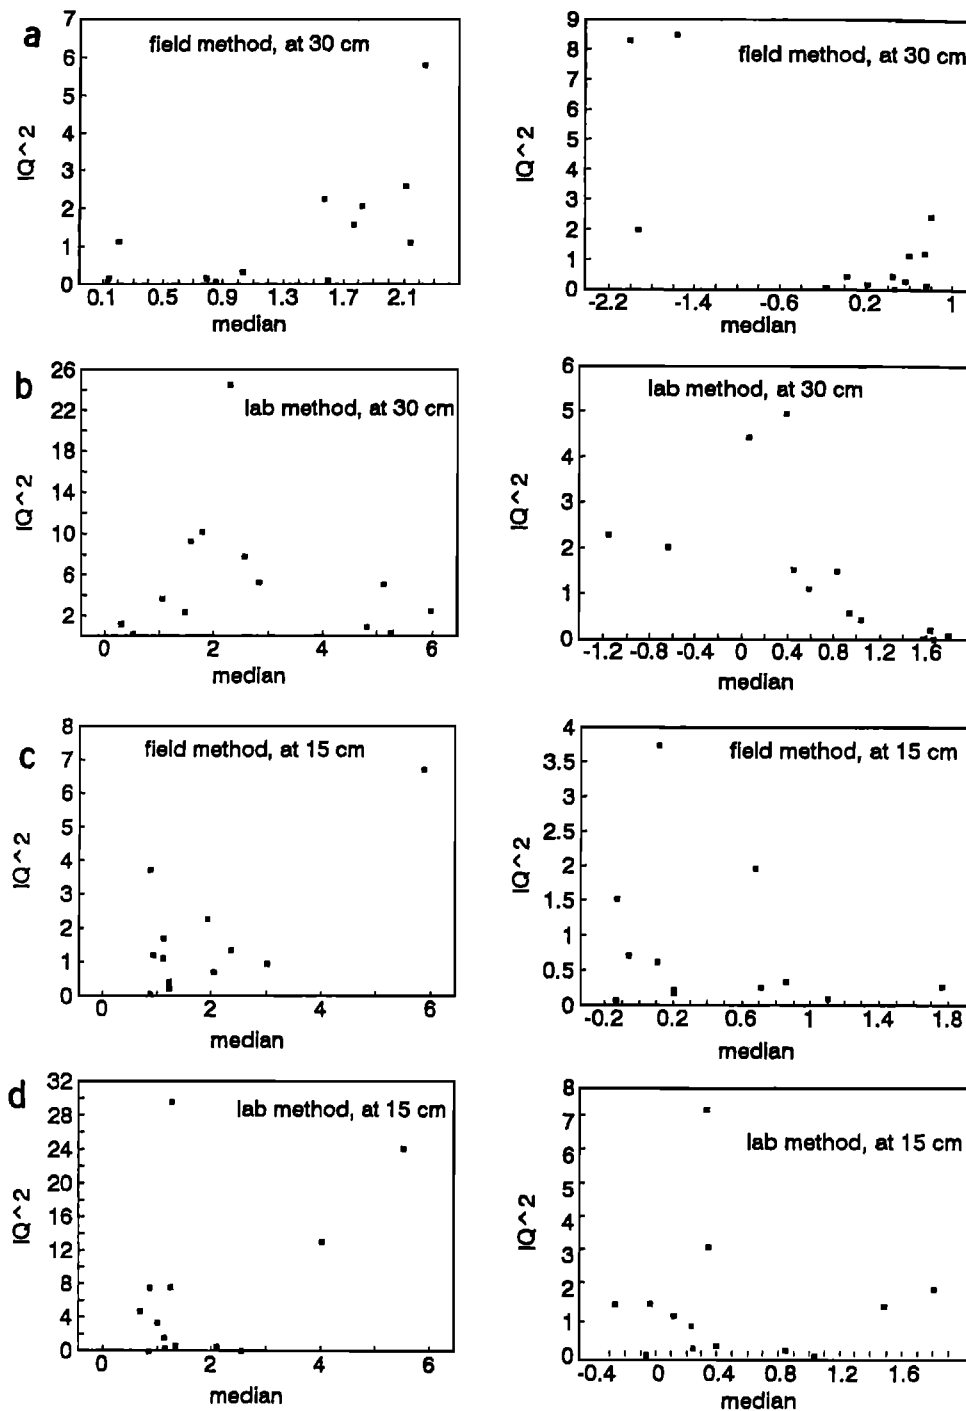 a
7
6
5
4
3
2
1
0
IQ^2
field method, at 30 cm
0.1 0.5 0.9 1.3 1.7 2.1
median
9
8
7
6
5
4
3
2
1
0
IQ^2
field method, at 30 cm
-2.2 -1.4 -0.6 0.2 1
median
b
26
22
18
14
10
6
2
IQ^2
lab method, at 30 cm
0 2 4 6
median
6
5
4
3
2
1
0
IQ^2
lab method, at 30 cm
-1.2 -0.8 -0.4 0 0.4 0.8 1.2 1.6
median
c
8
7
6
5
4
3
2
1
0
IQ^2
field method, at 15 cm
0 2 4 6
median
4
3.5
3
2.5
2
1.5
1
0.5
0
IQ^2
field method, at 15 cm
-0.2 0.2 0.6 1 1.4 1.8
median
d
32
28
24
20
16
12
8
4
0
IQ^2
lab method, at 15 cm
0 2 4 6
median
8
7
6
5
4
3
2
1
0
IQ^2
lab method, at 15 cm
-0.4 0 0.4 0.8 1.2 1.6
median